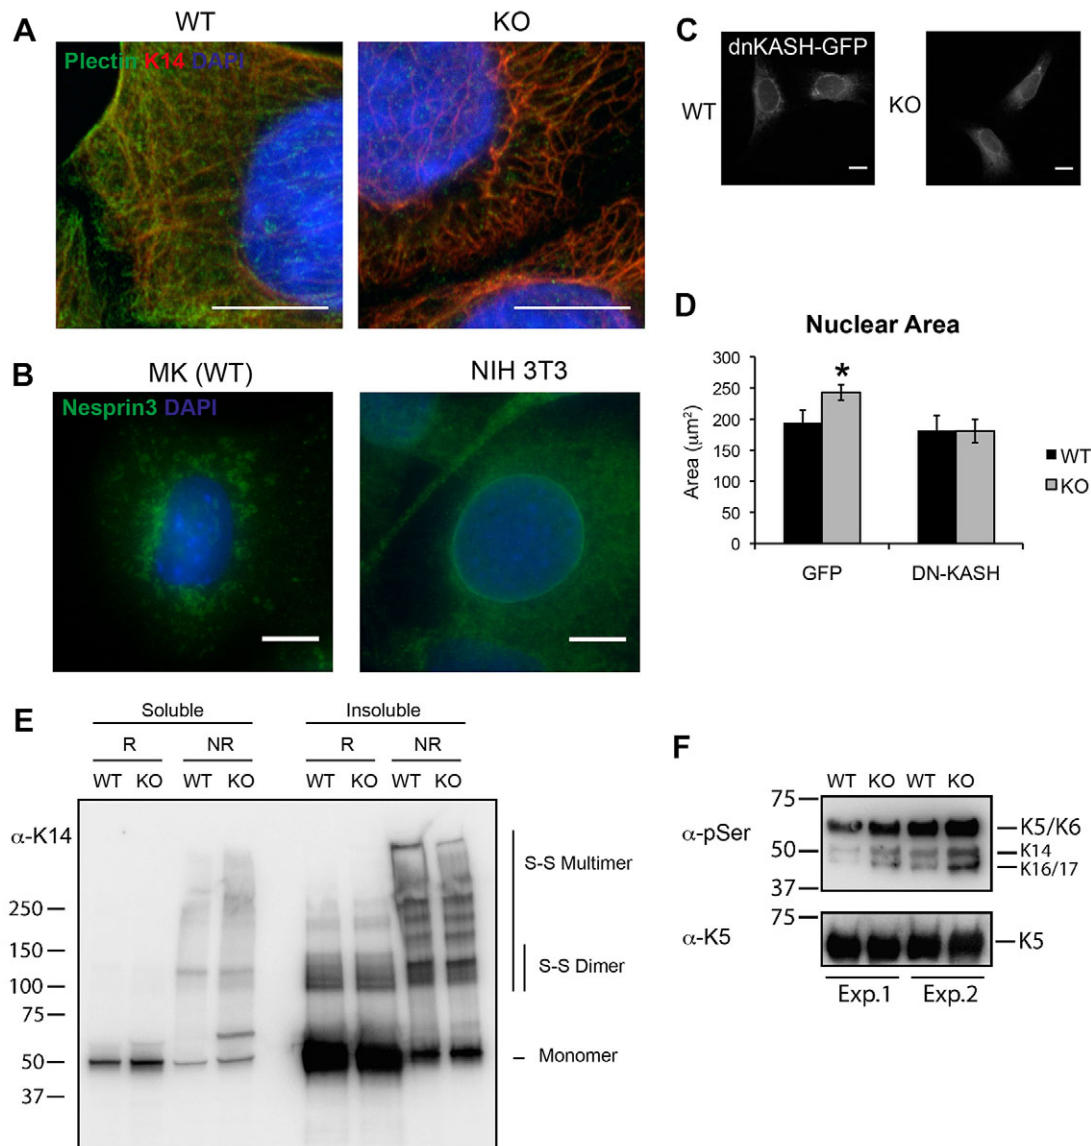 A
WT
KO
Plectin K14 DAPI
B
MK (WT)
NIH 3T3
Nesprin3 DAPI
C
dnKASH-GFP
WT
KO
D
Nuclear Area
Area (μm²)
300
250
200
150
100
50
0
*
GFP
DN-KASH
WT
KO
E
Soluble
Insoluble
R
NR
R
NR
WT KO WT KO WT KO WT KO
α-K14
250
150
100
75
50
37
S-S Multimer
S-S Dimer
Monomer
F
WT KO WT KO
α-pSer
75
50
37
K5/K6
K14
K16/17
α-K5
75
K5
Exp.1
Exp.2